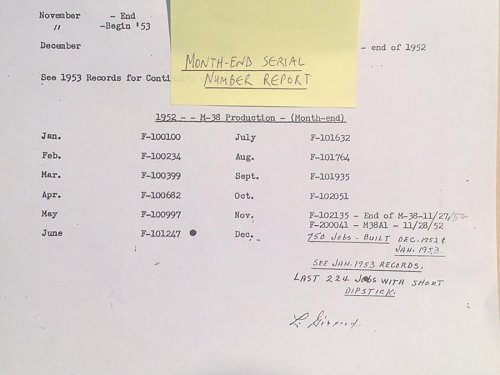 November - End
" -Begin '53
December - end of 1952
MONTH-END SERIAL
NUMBER REPORT
See 1953 Records for Conti
1952 - - M-38 Production - (Month-end)
Jan. F-100100 July F-101632
Feb. F-100234 Aug. F-101764
Mar. F-100399 Sept. F-101935
Apr. F-100682 Oct. F-102051
May F-100997 Nov. F-102135 - End of M-38-11/27/52
F-200041 - M38A1 - 11/28/52
June F-101247 Dec. 750 JOBS - BUILT DEC. 1952 &
JAN. 1953.
SEE JAN. 1953 RECORDS.
LAST 224 JOBS WITH SHORT
DIPSTICK.